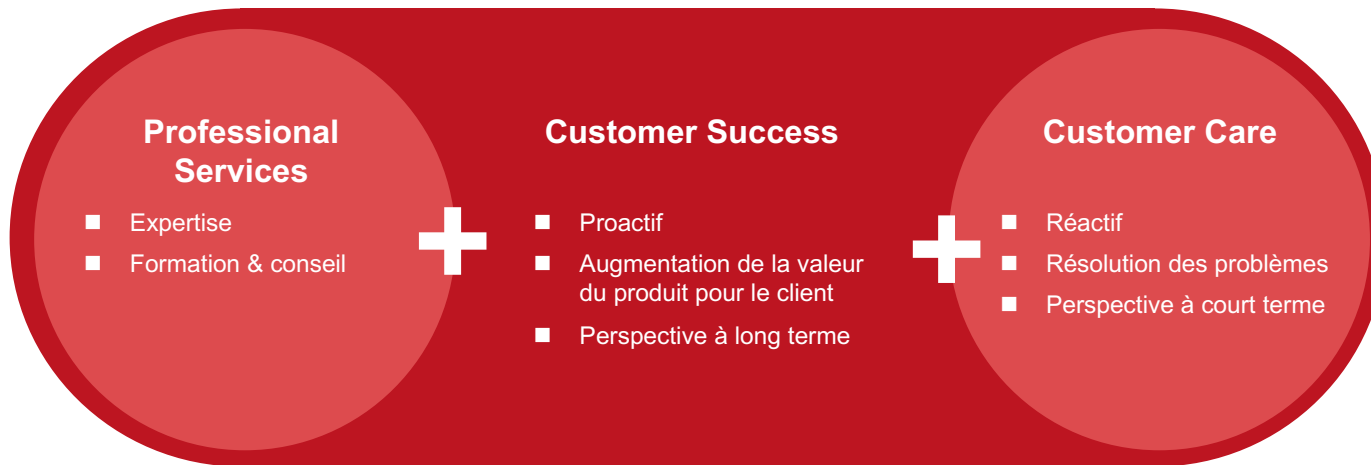 Professional
Services
Expertise
Formation & conseil
Customer Success
Proactif
Augmentation de la valeur
du produit pour le client
Perspective à long terme
Customer Care
Réactif
Résolution des problèmes
Perspective à court terme